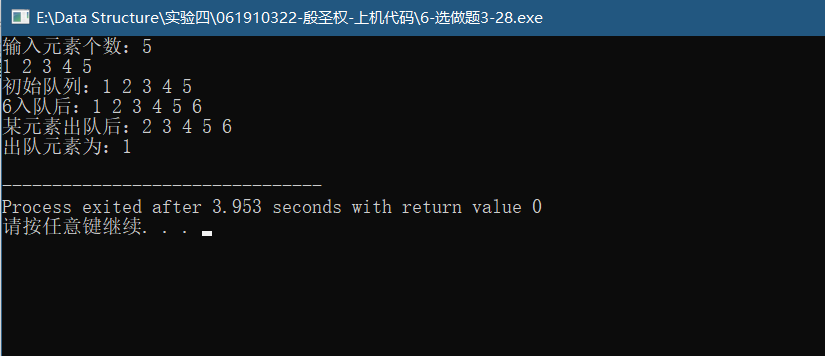 E:\Data Structure\实验四\061910322-殷圣权-上机代码\6-选做题3-28.exe
输入元素个数：5
1 2 3 4 5
初始队列：1 2 3 4 5
6入队后：1 2 3 4 5 6
某元素出队后：2 3 4 5 6
出队元素为：1
--------------------------------
Process exited after 3.953 seconds with return value 0
请按任意键继续. . .